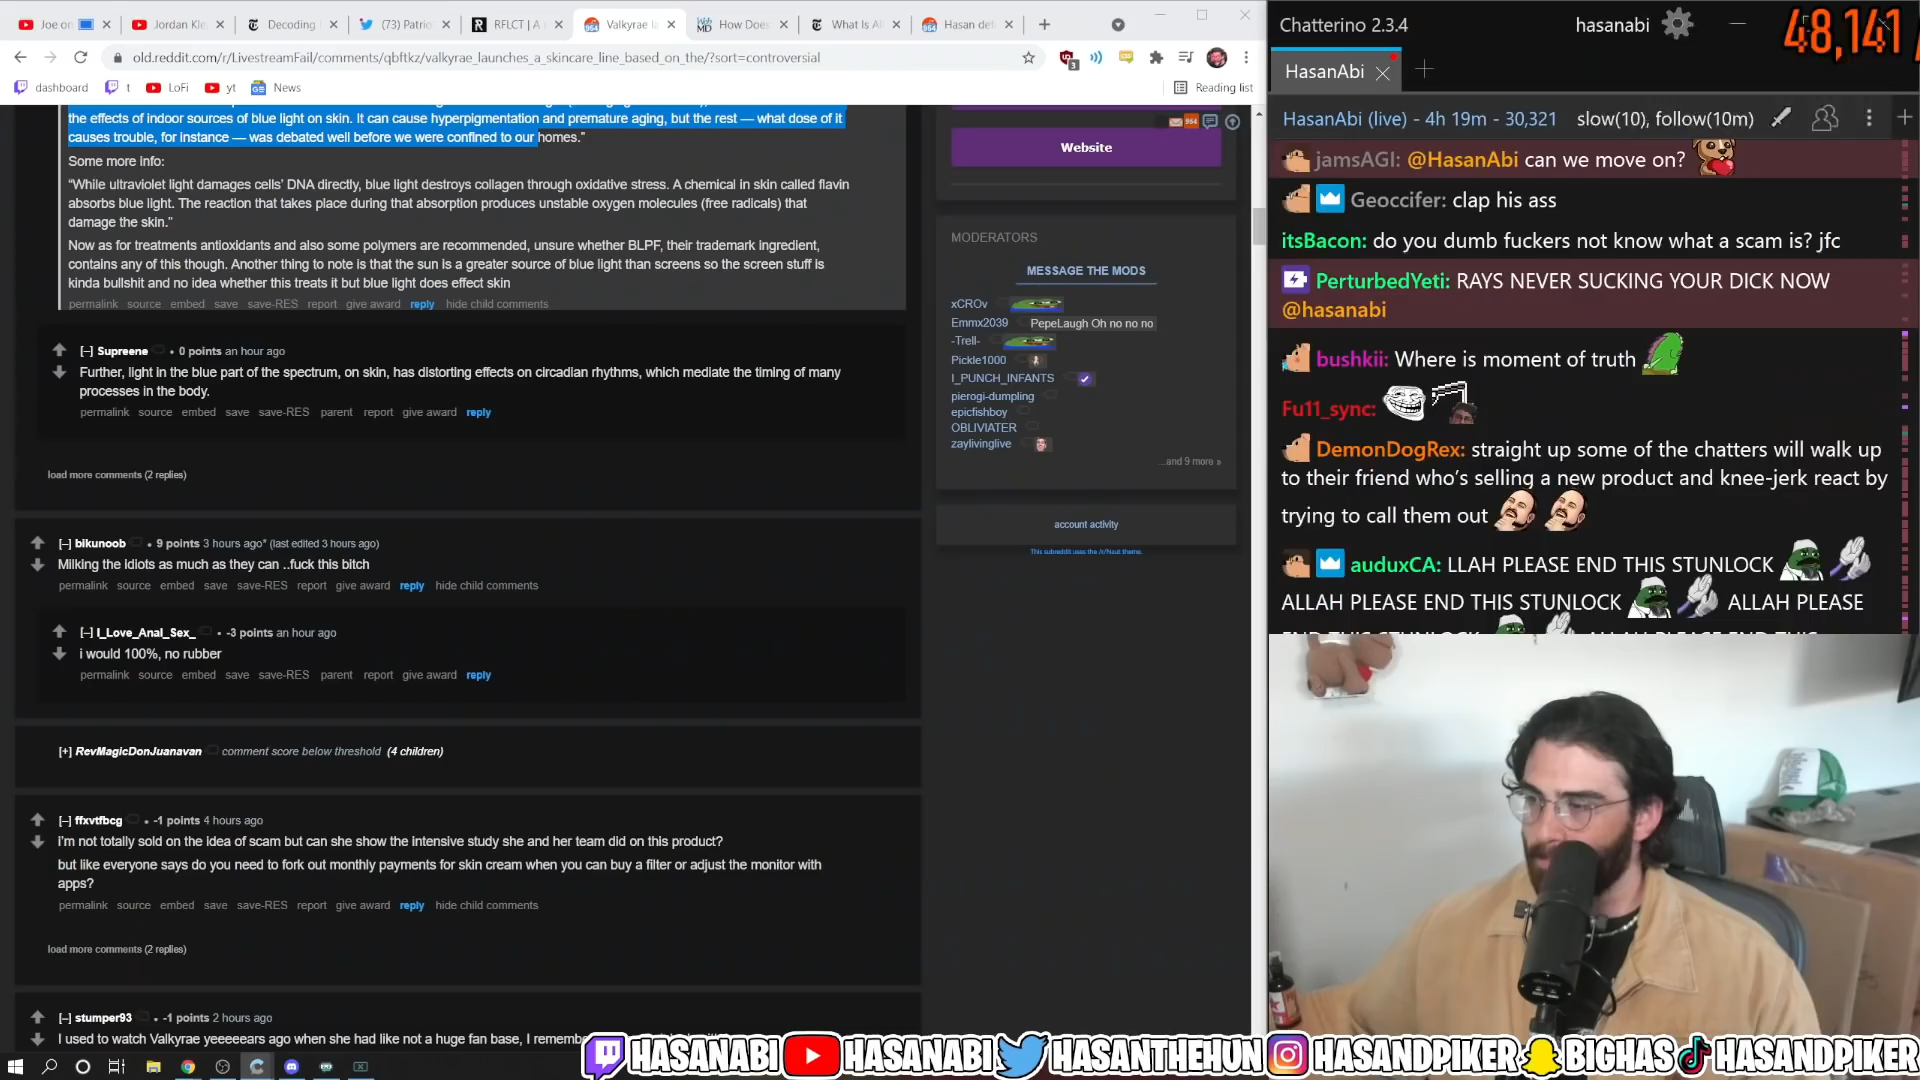 Joe on
Jordan Kle
Decoding
(73) Patrio
RFLCT | A
Valkyrae la
How Does
What Is Al
Hasan det
old.reddit.com/r/LivestreamFail/comments/qbftkz/valkyrae_launches_a_skincare_line_based_on_the/?sort=controversial
dashboard
t
LoFi
yt
News
Reading list
the effects of indoor sources of blue light on skin. It can cause hyperpigmentation and premature aging, but the rest — what dose of it
causes trouble, for instance — was debated well before we were confined to our homes.”
Some more info:
“While ultraviolet light damages cells’ DNA directly, blue light destroys collagen through oxidative stress. A chemical in skin called flavin
absorbs blue light. The reaction that takes place during that absorption produces unstable oxygen molecules (free radicals) that
damage the skin.”
Now as for treatments antioxidants and also some polymers are recommended, unsure whether BLPF, their trademark ingredient,
contains any of this though. Another thing to note is that the sun is a greater source of blue light than screens so the screen stuff is
kinda bullshit and no idea whether this treats it but blue light does effect skin
permalink source embed save save-RES report give award reply hide child comments
[–] Supreene • 0 points an hour ago
Further, light in the blue part of the spectrum, on skin, has distorting effects on circadian rhythms, which mediate the timing of many
processes in the body.
permalink source embed save save-RES parent report give award reply
load more comments (2 replies)
[–] bikunoob • 9 points 3 hours ago* (last edited 3 hours ago)
Milking the idiots as much as they can ..fuck this bitch
permalink source embed save save-RES report give award reply hide child comments
[–] I_Love_Anal_Sex_ • -3 points an hour ago
i would 100%, no rubber
permalink source embed save save-RES parent report give award reply
[+] RevMagicDonJuanavan comment score below threshold (4 children)
[–] ffxvtfbcg • -1 points 4 hours ago
I'm not totally sold on the idea of scam but can she show the intensive study she and her team did on this product?
but like everyone says do you need to fork out monthly payments for skin cream when you can buy a filter or adjust the monitor with
apps?
permalink source embed save save-RES report give award reply hide child comments
load more comments (2 replies)
[–] stumper93 • -1 points 2 hours ago
I used to watch Valkyrae yeeeears ago when she had like not a huge fan base, I remembe
Website
MODERATORS
MESSAGE THE MODS
xCROv
Emmx2039 PepeLaugh Oh no no no
-Trell-
Pickle1000
I_PUNCH_INFANTS
pierogi-dumpling
epicfishboy
OBLIVIATER
zaylivinglive
...and 9 more »
account activity
This subreddit uses the /r/Naut theme.
Chatterino 2.3.4
hasanabi
48,141
HasanAbi
HasanAbi (live) - 4h 19m - 30,321 slow(10), follow(10m)
jamsAGI: @HasanAbi can we move on?
Geoccifer: clap his ass
itsBacon: do you dumb fuckers not know what a scam is? jfc
PerturbedYeti: RAYS NEVER SUCKING YOUR DICK NOW
@hasanabi
bushkii: Where is moment of truth
Fu11_sync:
DemonDogRex: straight up some of the chatters will walk up
to their friend who's selling a new product and knee-jerk react by
trying to call them out
auduxCA: LLAH PLEASE END THIS STUNLOCK
ALLAH PLEASE END THIS STUNLOCK ALLAH PLEASE
HASANABI HASANABI HASANTHEHUN HASANDPIKER BIGHAS HASANDPIKER